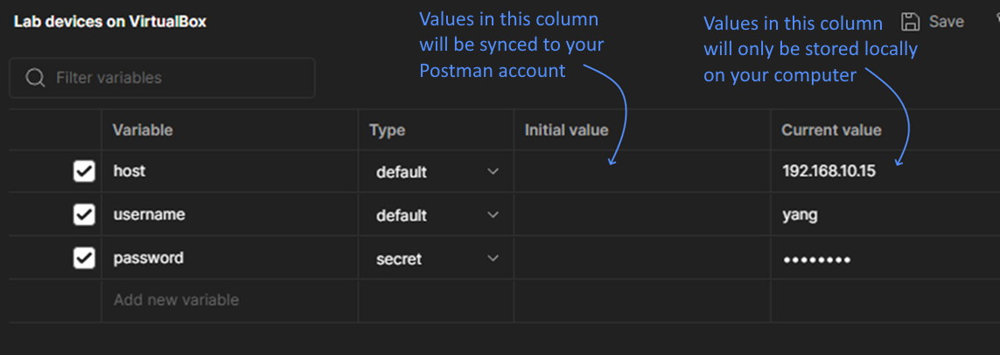 Lab devices on VirtualBox
Values in this column
will be synced to your
Postman account
Values in this column
will only be stored locally
on your computer
Save
Filter variables
Variable Type Initial value Current value
host default 192.168.10.15
username default yang
password secret ••••••••
Add new variable